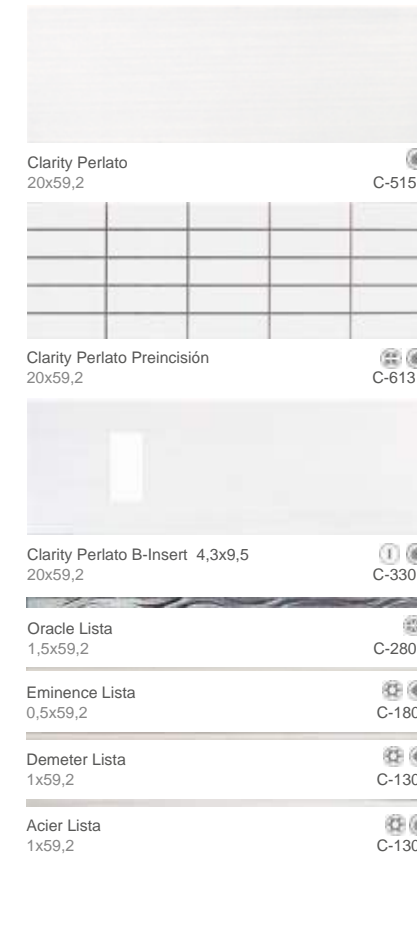 Clarity Perlato
20x59,2 C-515
Clarity Perlato Preincisión
20x59,2 C-613
Clarity Perlato B-Insert 4,3x9,5
20x59,2 C-330
Oracle Lista
1,5x59,2 C-280
Eminence Lista
0,5x59,2 C-180
Demeter Lista
1x59,2 C-130
Acier Lista
1x59,2 C-130